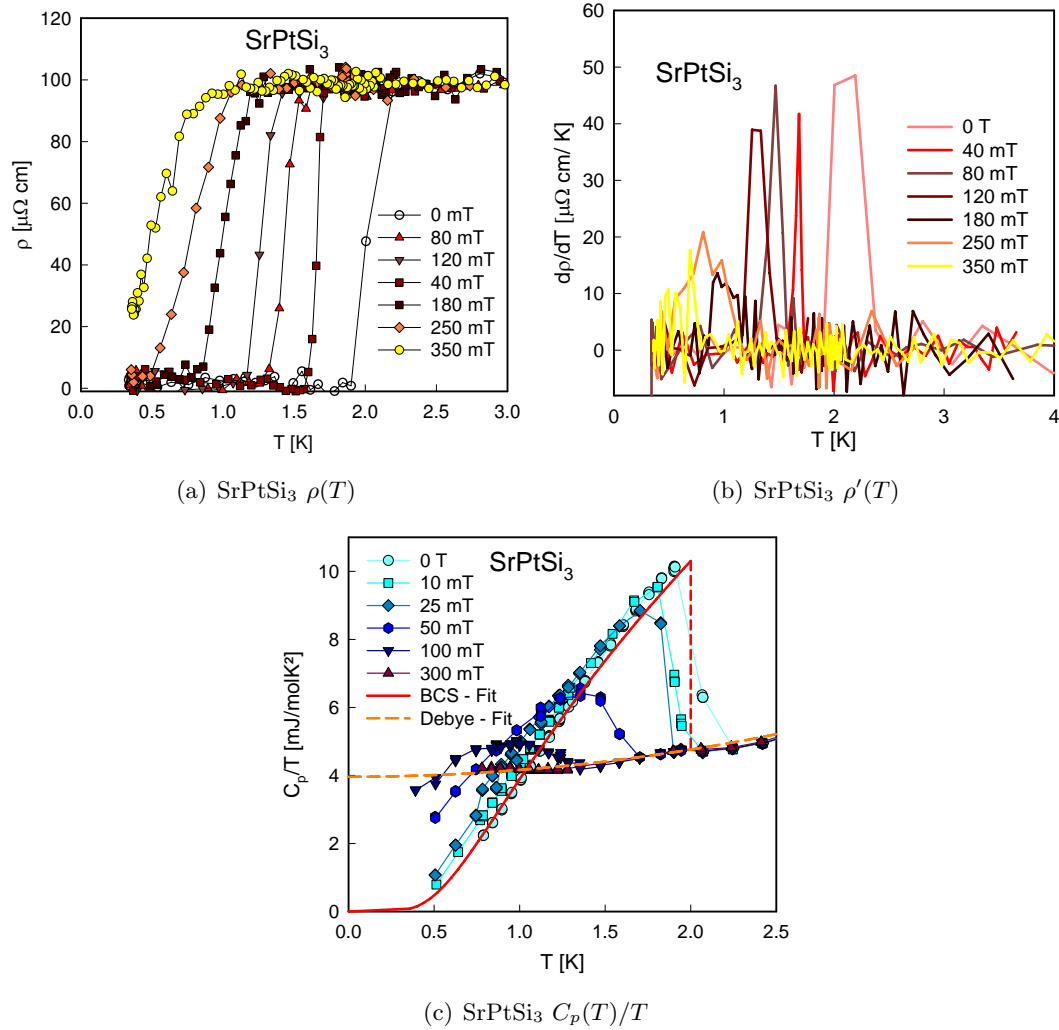 SrPtSi₃
ρ [μΩ cm]
120
100
80
60
40
20
0
0 mT
80 mT
120 mT
40 mT
180 mT
250 mT
350 mT
0.0 0.5 1.0 1.5 2.0 2.5 3.0
T [K]
(a) SrPtSi₃ ρ(T)
SrPtSi₃
dρ/dT [μΩ cm/ K]
60
50
40
30
20
10
0
0 T
40 mT
80 mT
120 mT
180 mT
250 mT
350 mT
0 1 2 3 4
T [K]
(b) SrPtSi₃ ρ′(T)
SrPtSi₃
Cₚ/T [mJ/molK²]
10
8
6
4
2
0
0 T
10 mT
25 mT
50 mT
100 mT
300 mT
BCS - Fit
Debye - Fit
0.0 0.5 1.0 1.5 2.0 2.5
T [K]
(c) SrPtSi₃ Cₚ(T)/T